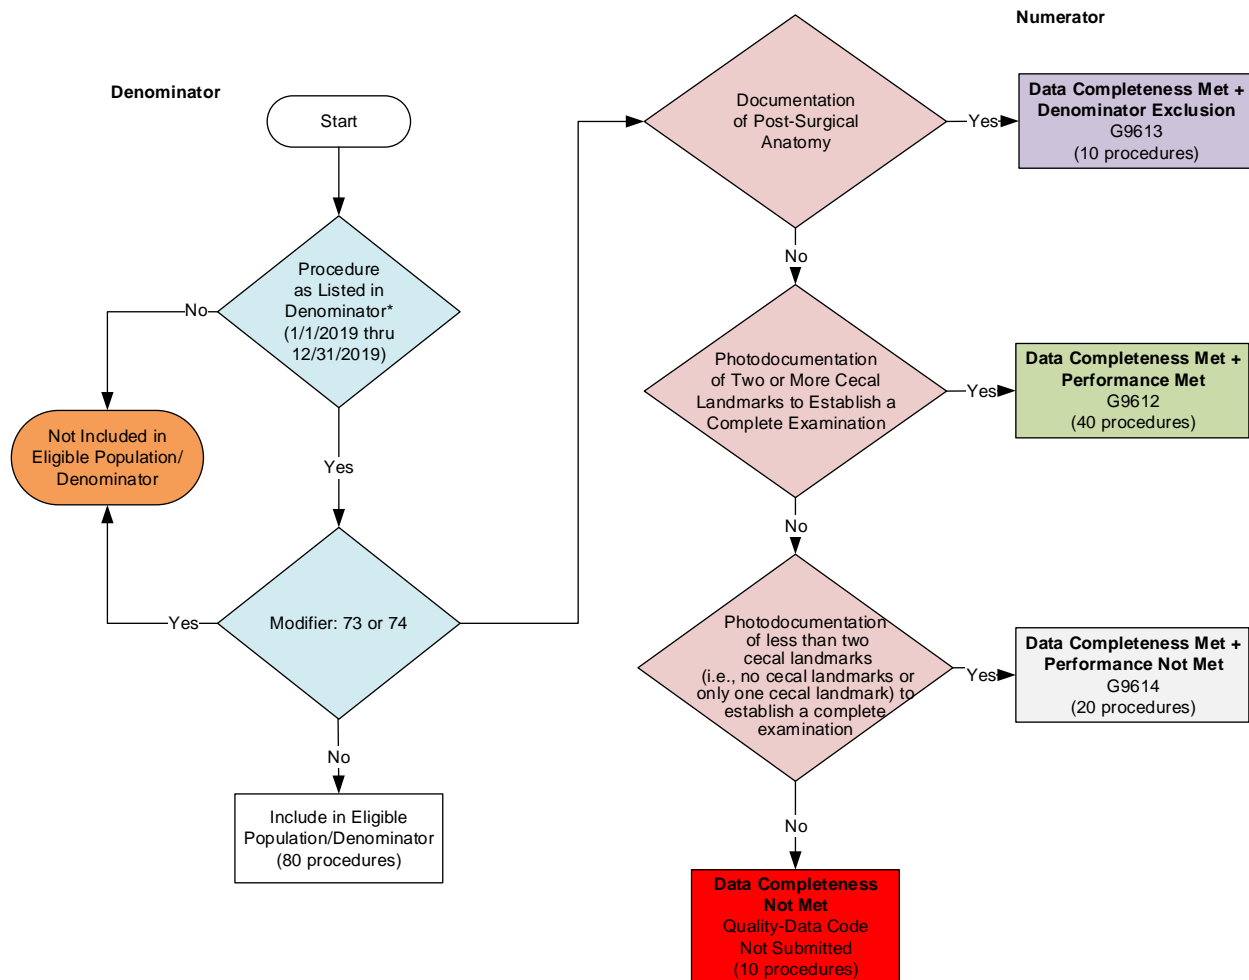 Numerator
Denominator
Start
Procedure
as Listed in
Denominator*
(1/1/2019 thru
12/31/2019)
No
Not Included in
Eligible Population/
Denominator
Yes
Yes
Modifier: 73 or 74
No
Include in Eligible
Population/Denominator
(80 procedures)
Documentation
of Post-Surgical
Anatomy
Yes
Data Completeness Met +
Denominator Exclusion
G9613
(10 procedures)
No
Photodocumentation
of Two or More Cecal
Landmarks to Establish a
Complete Examination
Yes
Data Completeness Met +
Performance Met
G9612
(40 procedures)
No
Photodocumentation
of less than two
cecal landmarks
(i.e., no cecal landmarks or
only one cecal landmark) to
establish a complete
examination
Yes
Data Completeness Met +
Performance Not Met
G9614
(20 procedures)
No
Data Completeness
Not Met
Quality-Data Code
Not Submitted
(10 procedures)